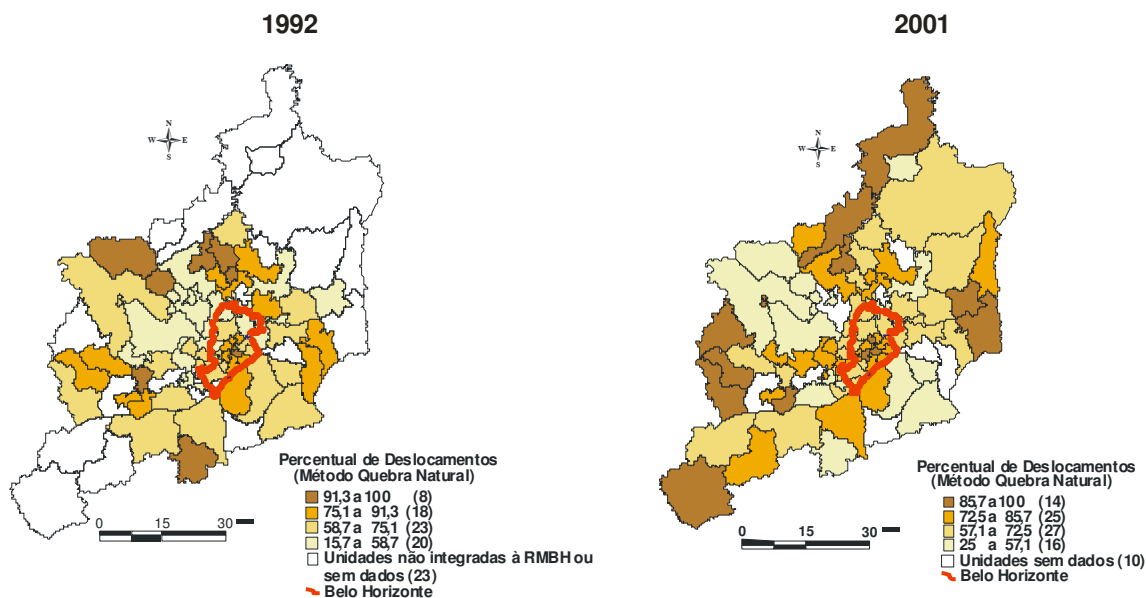 1992
N
W E
S
Percentual de Deslocamentos
(Método Quebra Natural)
91,3 a 100 (8)
75,1 a 91,3 (18)
58,7 a 75,1 (23)
15,7 a 58,7 (20)
Unidades não integradas à RMBH ou
sem dados (23)
Belo Horizonte
0 15 30
2001
N
W E
S
Percentual de Deslocamentos
(Método Quebra Natural)
85,7 a 100 (14)
72,5 a 85,7 (25)
57,1 a 72,5 (27)
25 a 57,1 (16)
Unidades sem dados (10)
Belo Horizonte
0 15 30